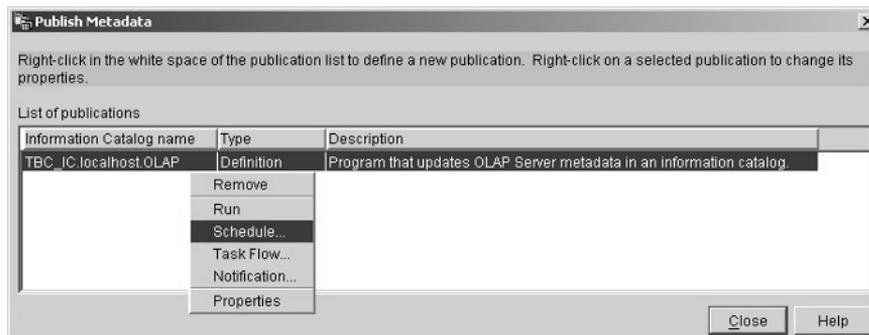 Publish Metadata
Right-click in the white space of the publication list to define a new publication. Right-click on a selected publication to change its
properties.
List of publications
Information Catalog name Type Description
TBC_IC.localhost.OLAP Definition Program that updates OLAP Server metadata in an information catalog.
Remove
Run
Schedule...
Task Flow...
Notification...
Properties
Close Help